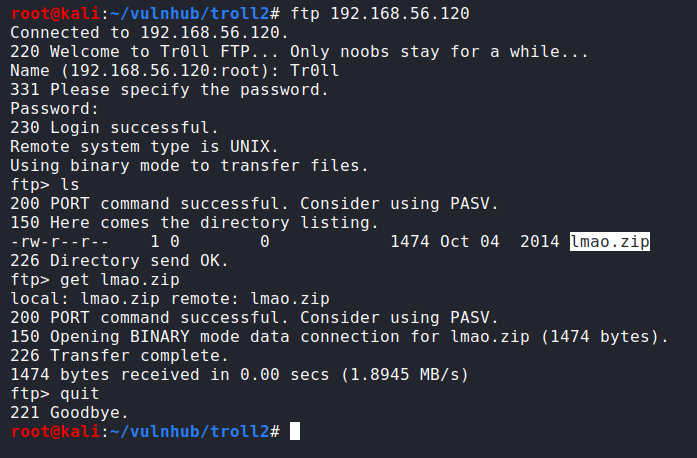 root@kali:~/vulnhub/troll2# ftp 192.168.56.120
Connected to 192.168.56.120.
220 Welcome to Tr0ll FTP... Only noobs stay for a while...
Name (192.168.56.120:root): Tr0ll
331 Please specify the password.
Password:
230 Login successful.
Remote system type is UNIX.
Using binary mode to transfer files.
ftp> ls
200 PORT command successful. Consider using PASV.
150 Here comes the directory listing.
-rw-r--r--    1 0        0            1474 Oct 04  2014 lmao.zip
226 Directory send OK.
ftp> get lmao.zip
local: lmao.zip remote: lmao.zip
200 PORT command successful. Consider using PASV.
150 Opening BINARY mode data connection for lmao.zip (1474 bytes).
226 Transfer complete.
1474 bytes received in 0.00 secs (1.8945 MB/s)
ftp> quit
221 Goodbye.
root@kali:~/vulnhub/troll2#